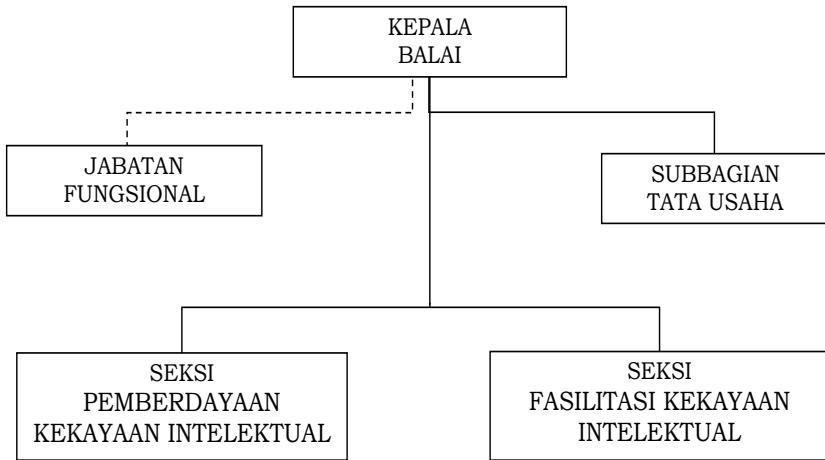 KEPALA
BALAI
JABATAN
FUNGSIONAL
SUBBAGIAN
TATA USAHA
SEKSI
PEMBERDAYAAN
KEKAYAAN INTELEKTUAL
SEKSI
FASILITASI KEKAYAAN
INTELEKTUAL